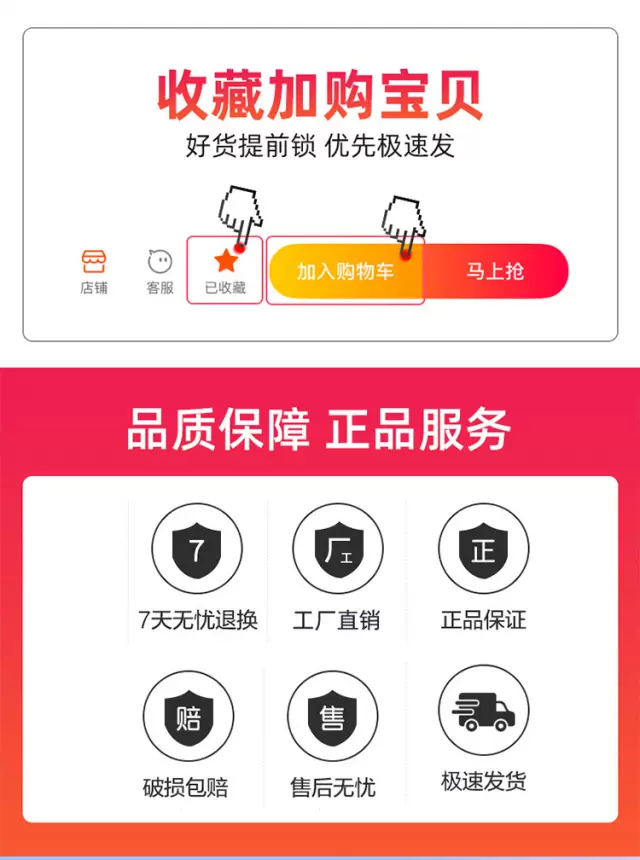 收藏加购宝贝
好货提前锁 优先极速发
店铺 客服 已收藏 加入购物车 马上抢
品质保障 正品服务
7 厂工 正
7天无忧退换 工厂直销 正品保证
赔 售
破损包赔 售后无忧 极速发货